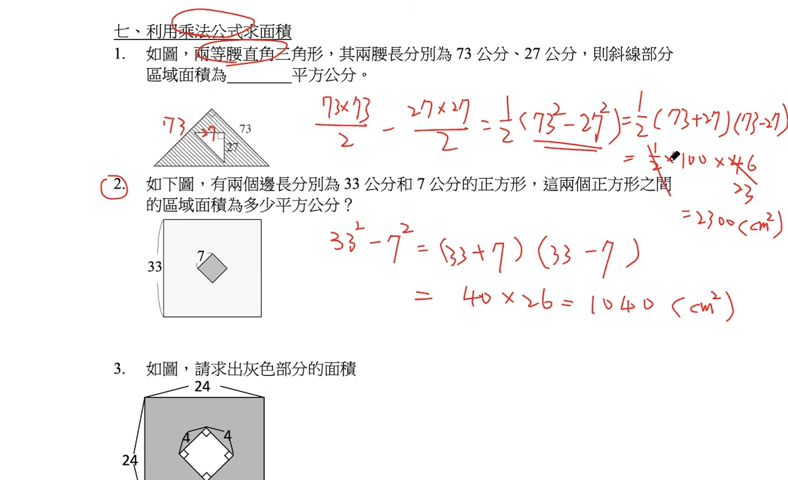 七、利用乘法公式求面積
1. 如圖，兩等腰直角三角形，其兩腰長分別為 73 公分、27 公分，則斜線部分
區域面積為________平方公分。
73
27
73
27
73×73/2 − 27×27/2 = 1/2 (73² − 27²) = 1/2 (73+27)(73−27)
= 1/2 × 100 × 46
23
= 2300 (cm²)
2. 如下圖，有兩個邊長分別為 33 公分和 7 公分的正方形，這兩個正方形之間
的區域面積為多少平方公分？
33
7
33² − 7² = (33+7) (33−7)
= 40 × 26 = 1040 (cm²)
3. 如圖，請求出灰色部分的面積
24
4
4
24